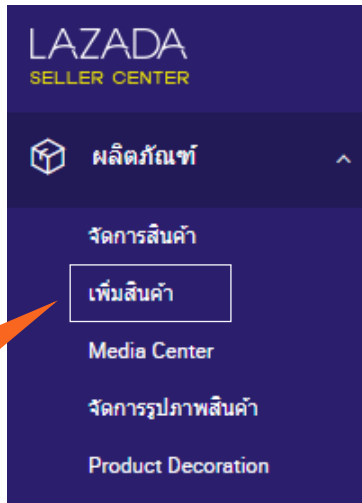 LAZADA
SELLER CENTER
ผลิตภัณฑ์
จัดการสินค้า
เพิ่มสินค้า
Media Center
จัดการรูปภาพสินค้า
Product Decoration